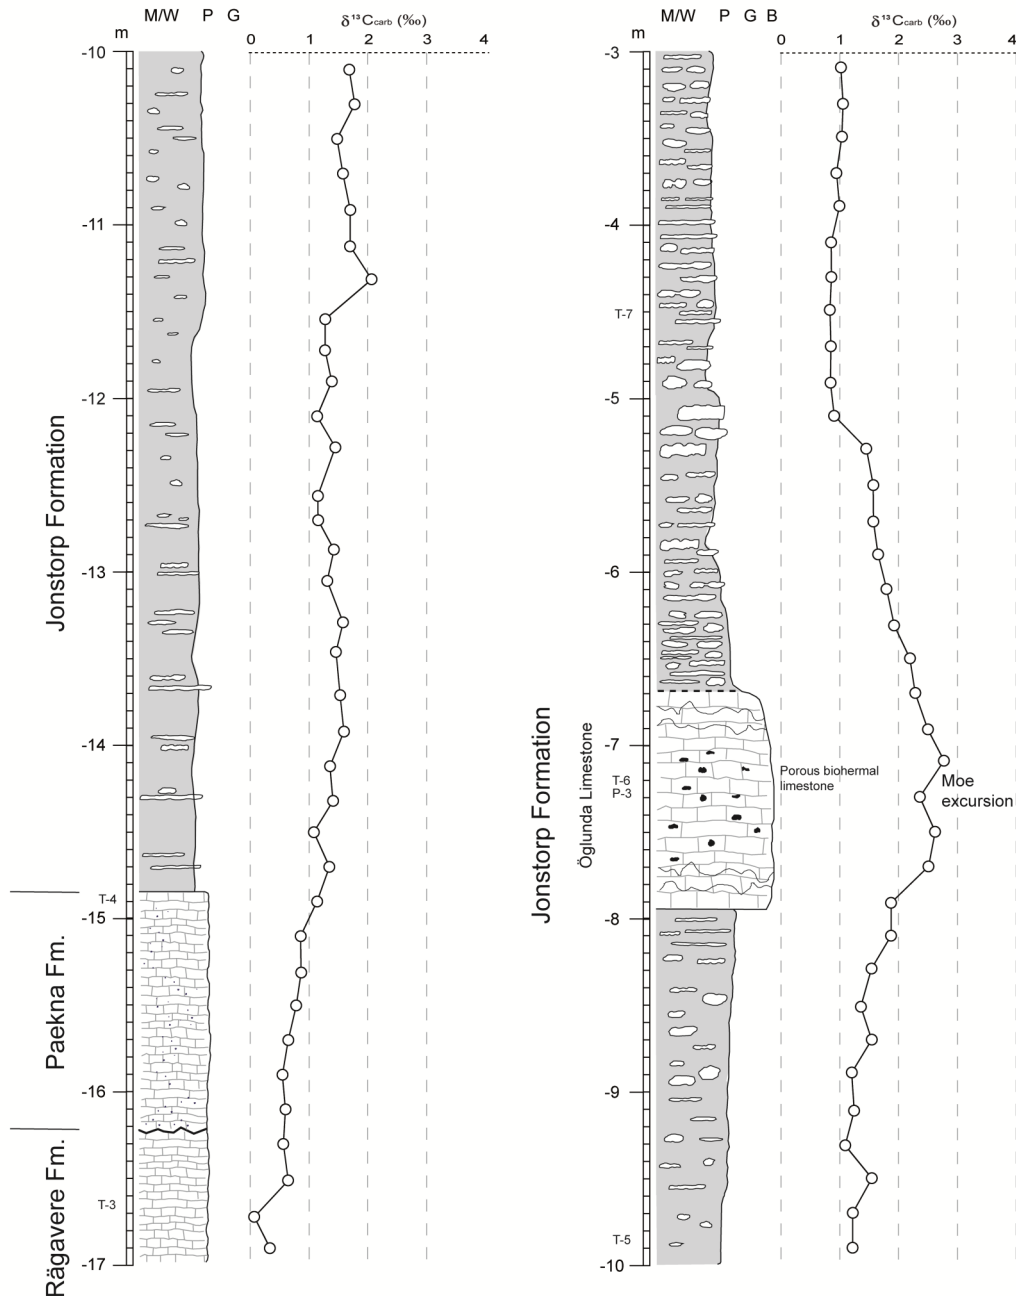 M/W P G
m
δ¹³Ccarb (‰)
0 1 2 3 4
-10
-11
-12
-13
-14
-15
-16
-17
Jonstorp Formation
Paekna Fm.
Rägavere Fm.
T-4
T-3
M/W P G B
m
δ¹³Ccarb (‰)
0 1 2 3 4
-3
-4
-5
-6
-7
-8
-9
-10
Jonstorp Formation
Öglunda Limestone
T-7
T-6
P-3
T-5
Porous biohermal
limestone
Moe
excursion